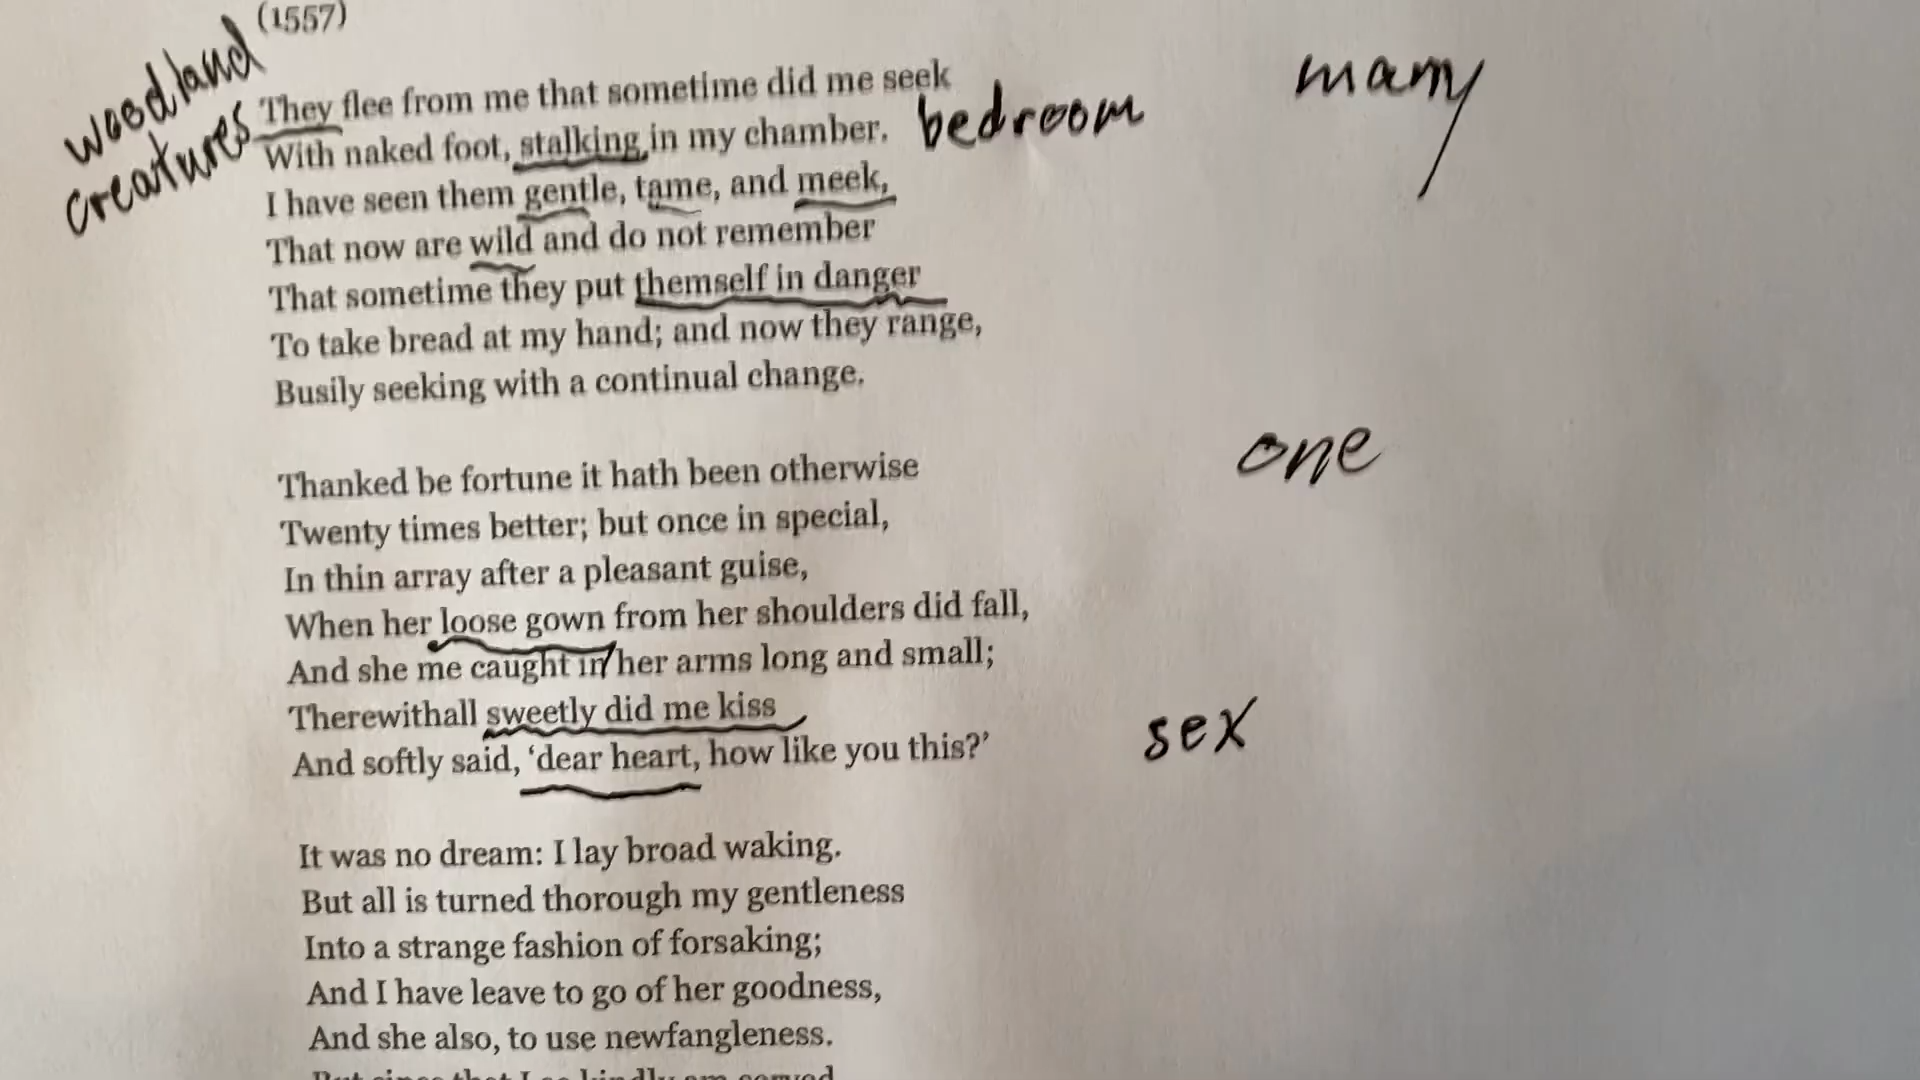 (1557)
woodland
creatures
They flee from me that sometime did me seek
many
With naked foot, stalking in my chamber.
bedroom
I have seen them gentle, tame, and meek,
That now are wild and do not remember
That sometime they put themself in danger
To take bread at my hand; and now they range,
Busily seeking with a continual change.
one
Thanked be fortune it hath been otherwise
Twenty times better; but once in special,
In thin array after a pleasant guise,
When her loose gown from her shoulders did fall,
And she me caught in her arms long and small;
Therewithall sweetly did me kiss
sex
And softly said, ‘dear heart, how like you this?’
It was no dream: I lay broad waking.
But all is turned thorough my gentleness
Into a strange fashion of forsaking;
And I have leave to go of her goodness,
And she also, to use newfangleness.
But since that I so kindly am served